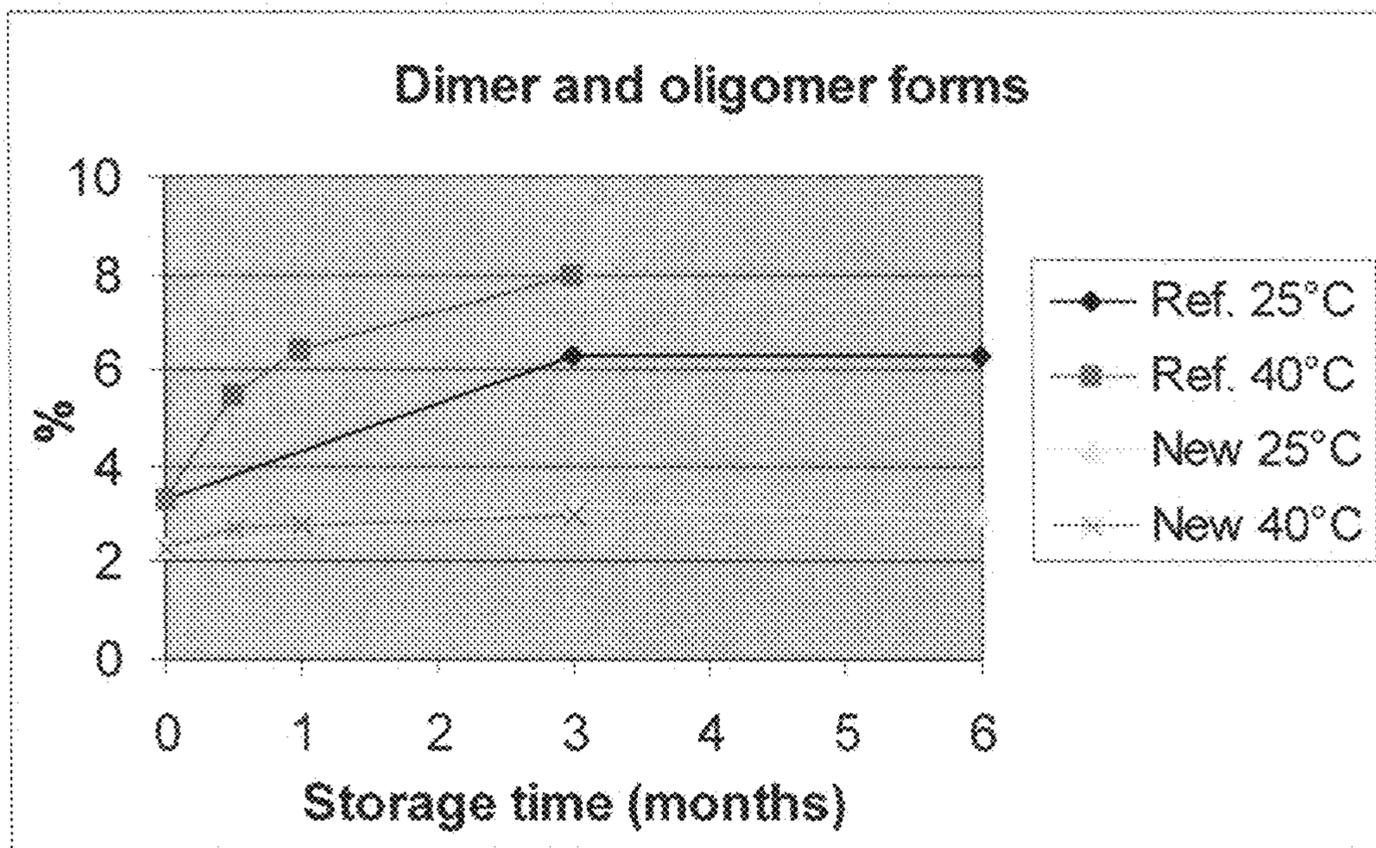 Dimer and oligomer forms
10
8
6
4
2
0
%
0 1 2 3 4 5 6
Storage time (months)
Ref. 25°C
Ref. 40°C
New 25°C
New 40°C